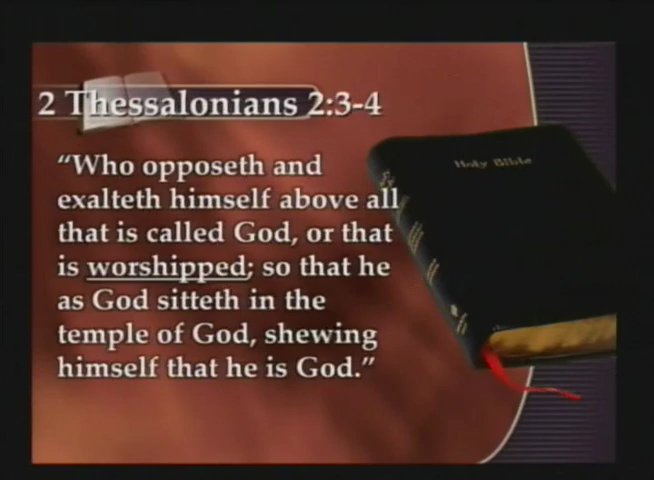 2 Thessalonians 2:3-4
“Who opposeth and
exalteth himself above all
that is called God, or that
is worshipped; so that he
as God sitteth in the
temple of God, shewing
himself that he is God.”
Holy Bible